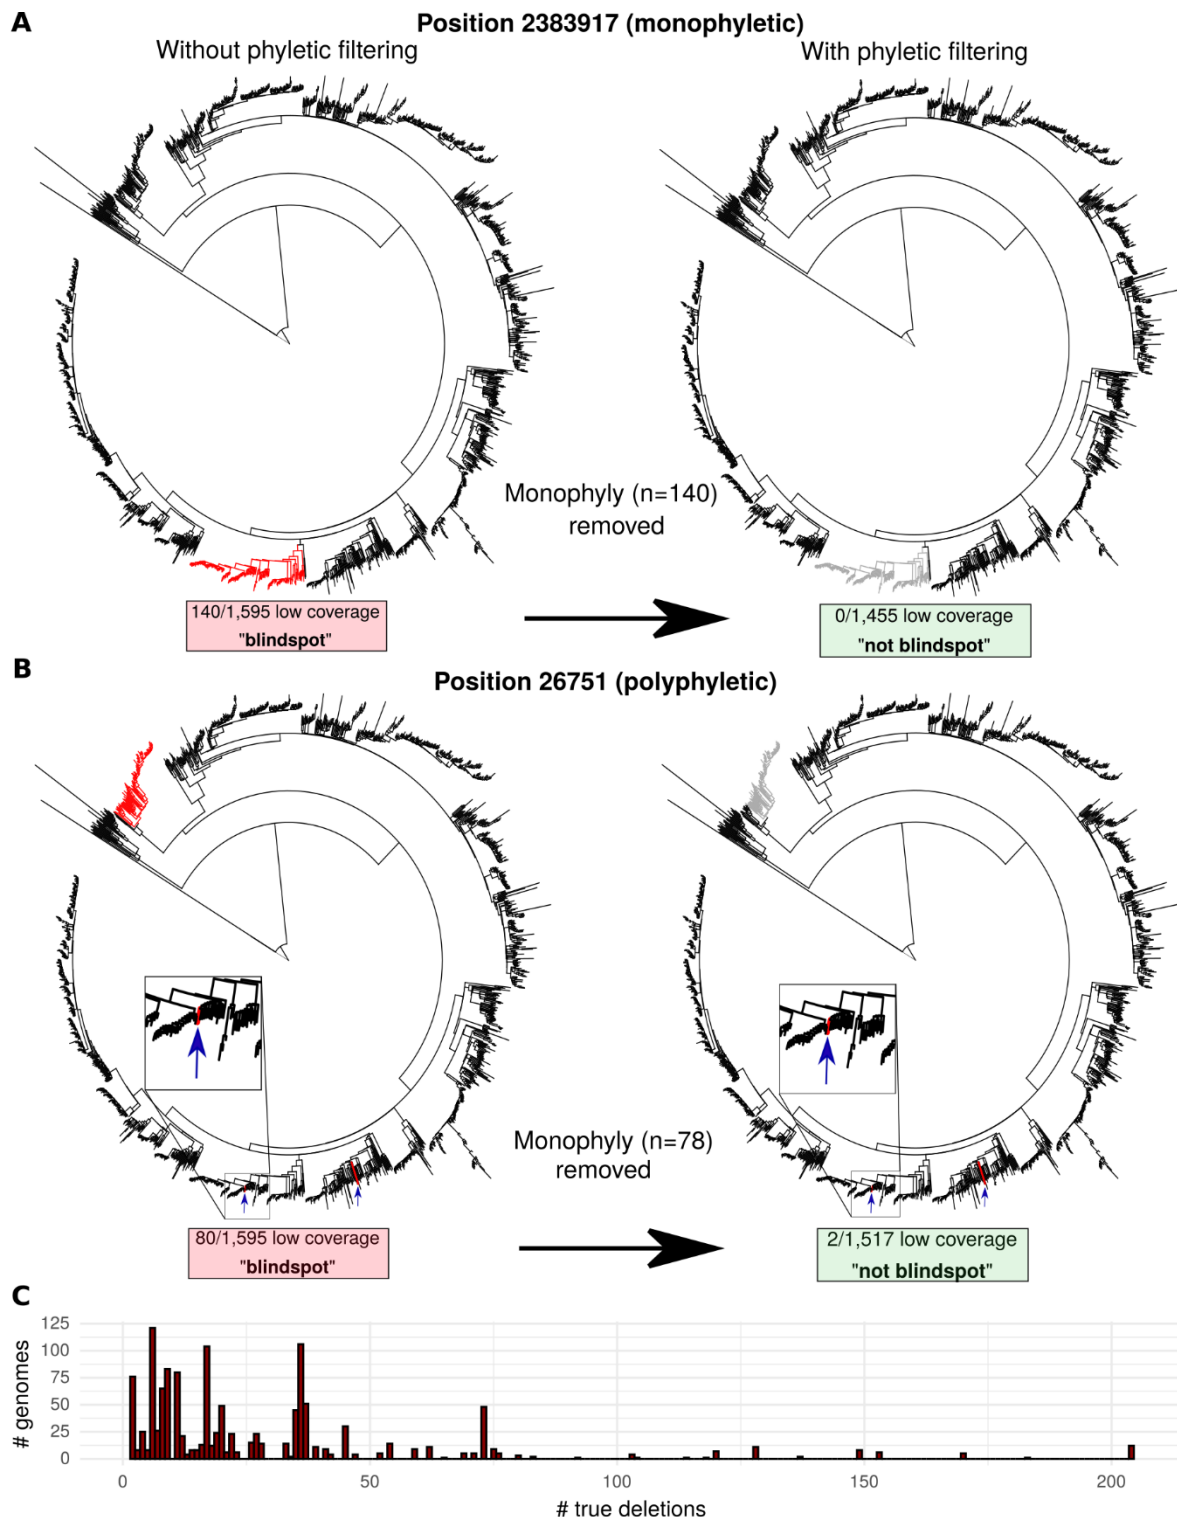 A
Position 2383917 (monophyletic)
Without phyletic filtering
With phyletic filtering
Monophyly (n=140)
removed
140/1,595 low coverage
"blindspot"
0/1,455 low coverage
"not blindspot"
B
Position 26751 (polyphyletic)
Monophyly (n=78)
removed
80/1,595 low coverage
"blindspot"
2/1,517 low coverage
"not blindspot"
C
# genomes
125
100
75
50
25
0
0
50
100
150
200
# true deletions